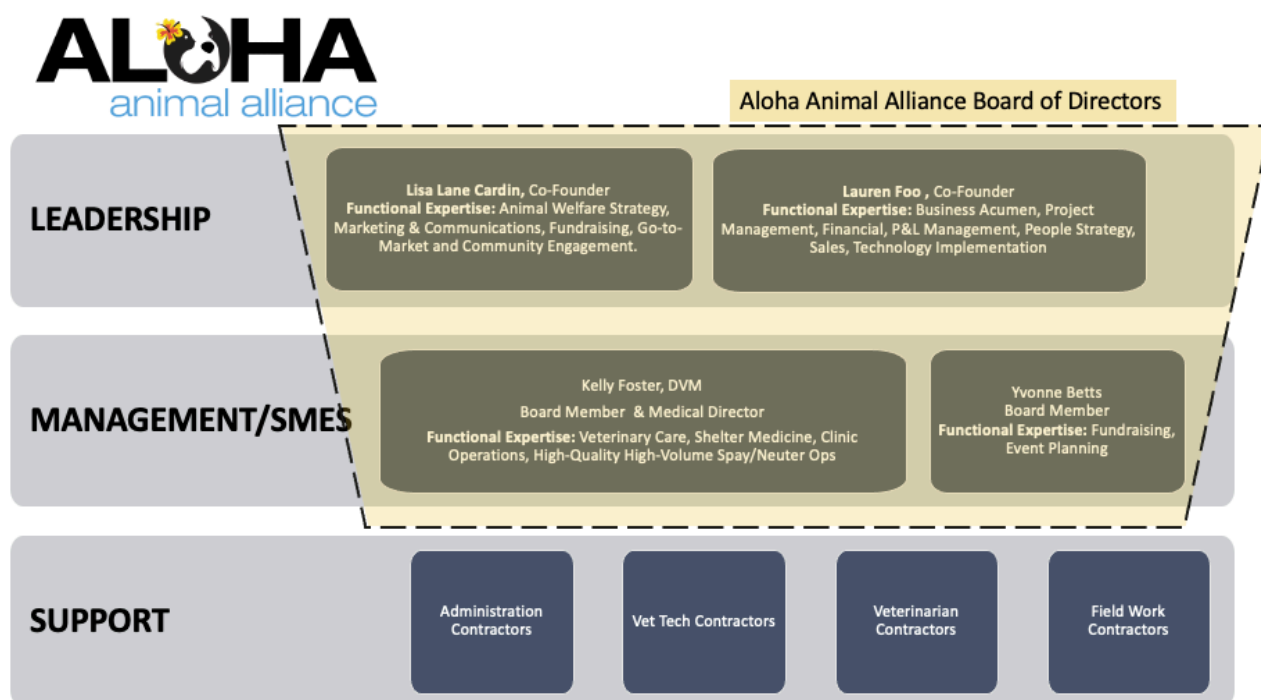 ALOHA
animal alliance
Aloha Animal Alliance Board of Directors
LEADERSHIP
Lisa Lane Cardin, Co-Founder
Functional Expertise: Animal Welfare Strategy,
Marketing & Communications, Fundraising, Go-to-
Market and Community Engagement.
Lauren Foo , Co-Founder
Functional Expertise: Business Acumen, Project
Management, Financial, P&L Management, People Strategy,
Sales, Technology Implementation
MANAGEMENT/SMES
Kelly Foster, DVM
Board Member & Medical Director
Functional Expertise: Veterinary Care, Shelter Medicine, Clinic
Operations, High-Quality High-Volume Spay/Neuter Ops
Yvonne Betts
Board Member
Functional Expertise: Fundraising,
Event Planning
SUPPORT
Administration
Contractors
Vet Tech Contractors
Veterinarian
Contractors
Field Work
Contractors